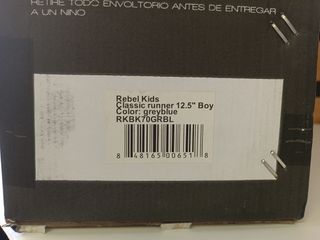 RETIRE TODO ENVOLTORIO ANTES DE ENTREGAR
A UN NINO
Rebel Kids
Classic runner 12.5" Boy
Color: greyblue
RKBK70GRBL
8 48165 00651 8